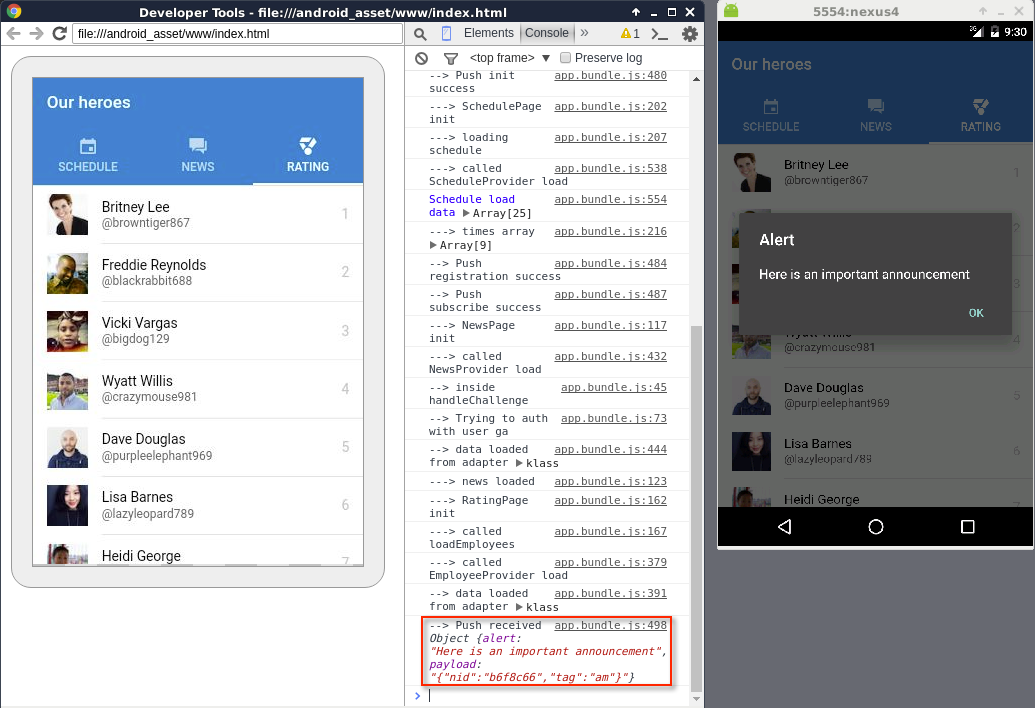 Developer Tools - file:///android_asset/www/index.html
file:///android_asset/www/index.html
Elements Console » 1
<top frame> ▼ Preserve log
Our heroes
SCHEDULE NEWS RATING
Britney Lee
@browntiger867
1
Freddie Reynolds
@blackrabbit688
2
Vicki Vargas
@bigdog129
3
Wyatt Willis
@crazymouse981
4
Dave Douglas
@purpleelephant969
5
Lisa Barnes
@lazyleopard789
6
Heidi George
7
--> Push init app.bundle.js:480
success
---> SchedulePage app.bundle.js:202
init
---> loading app.bundle.js:207
schedule
---> called app.bundle.js:538
ScheduleProvider load
Schedule load app.bundle.js:554
data ▶Array[25]
---> times array app.bundle.js:216
▶Array[9]
--> Push app.bundle.js:484
registration success
--> Push app.bundle.js:487
subscribe success
---> NewsPage app.bundle.js:117
init
---> called app.bundle.js:432
NewsProvider load
--> inside app.bundle.js:45
handleChallenge
--> Trying to auth app.bundle.js:73
with user ga
--> data loaded app.bundle.js:444
from adapter ▶klass
---> news loaded app.bundle.js:123
---> RatingPage app.bundle.js:162
init
---> called app.bundle.js:167
loadEmployees
---> called app.bundle.js:379
EmployeeProvider load
--> data loaded app.bundle.js:391
from adapter ▶klass
--> Push received app.bundle.js:498
Object {alert:
"Here is an important announcement",
payload:
"{"nid":"b6f8c66","tag":"am"}"}
>
5554:nexus4
9:30
Our heroes
SCHEDULE NEWS RATING
Britney Lee
@browntiger867
1
2
Alert
Here is an important announcement
3
OK
Wyatt Willis
@crazymouse981
4
Dave Douglas
@purpleelephant969
5
Lisa Barnes
@lazyleopard789
6
Heidi George
7